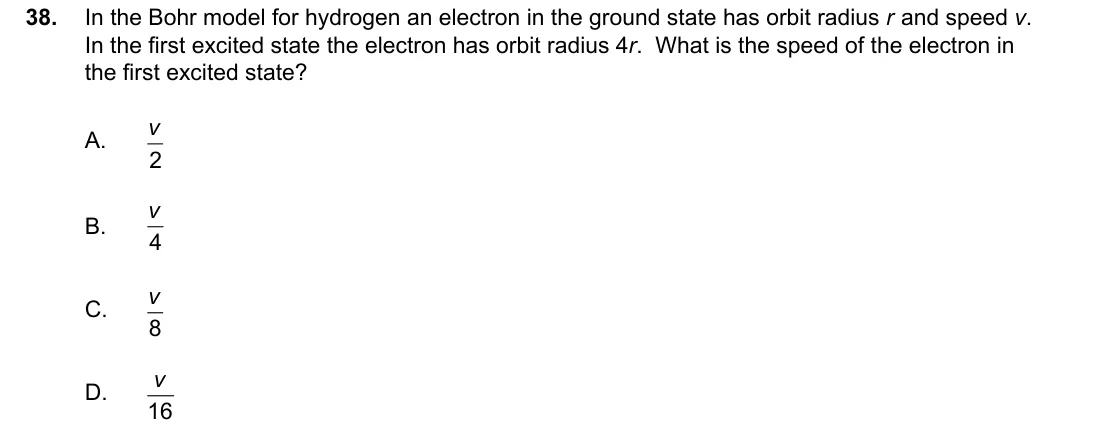 38. In the Bohr model for hydrogen an electron in the ground state has orbit radius r and speed v.
In the first excited state the electron has orbit radius 4r. What is the speed of the electron in
the first excited state?
A. v/2
B. v/4
C. v/8
D. v/16